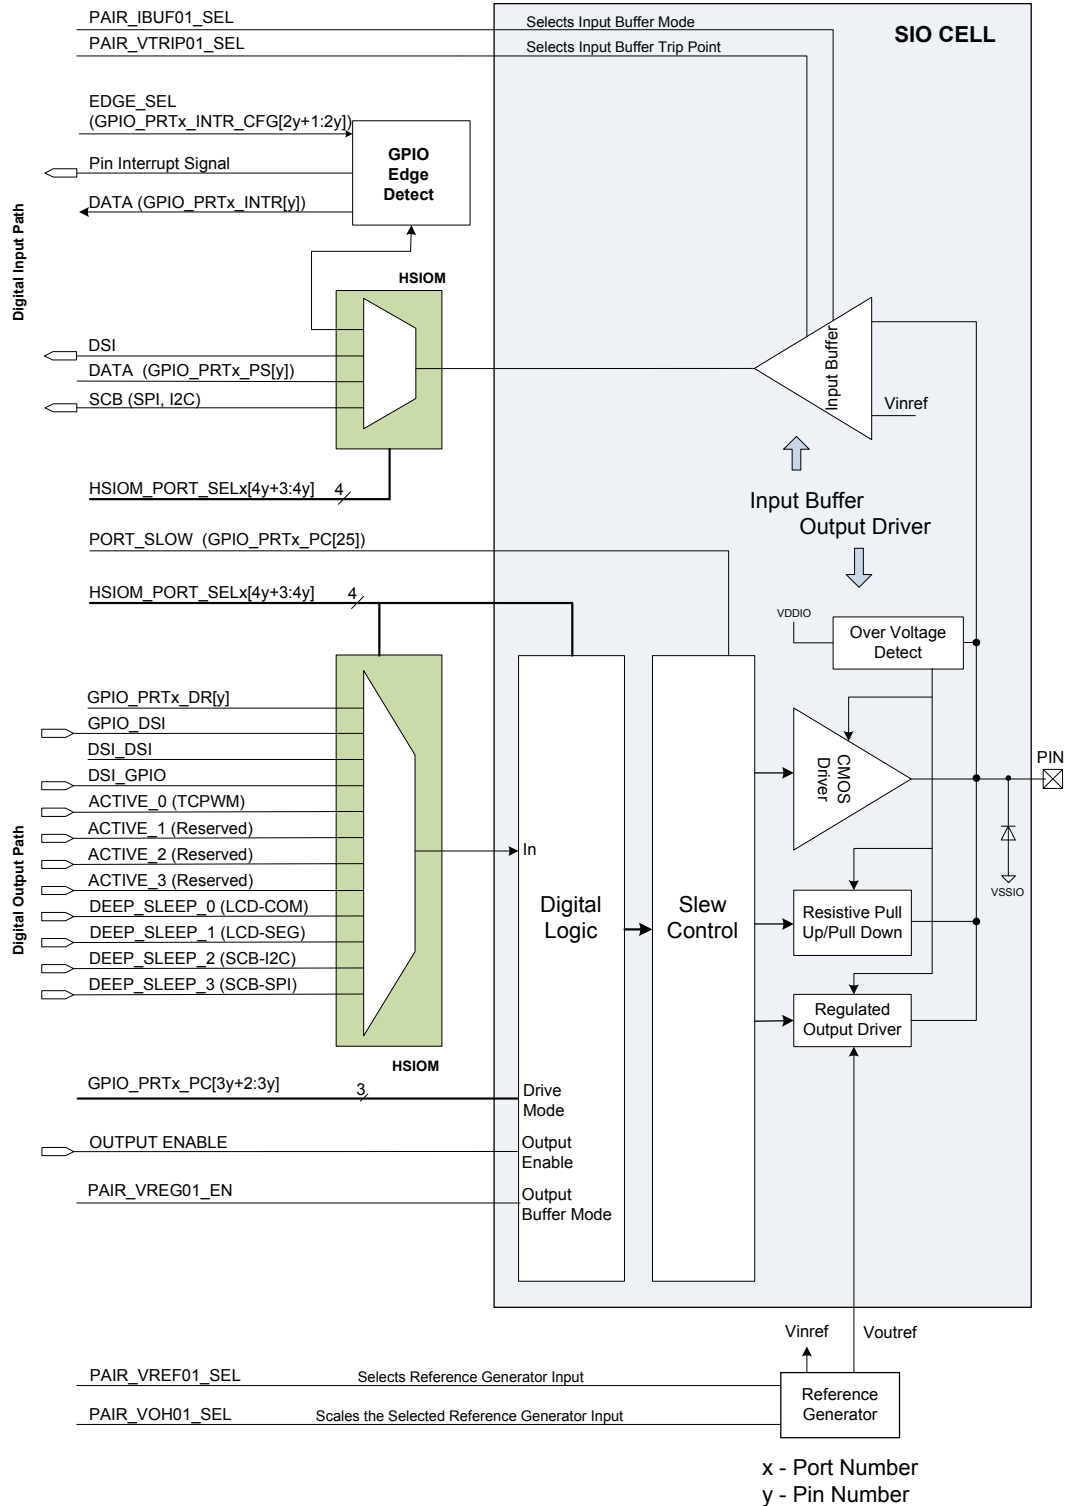 PAIR_IBUF01_SEL
Selects Input Buffer Mode
SIO CELL
PAIR_VTRIP01_SEL
Selects Input Buffer Trip Point
EDGE_SEL
(GPIO_PRTx_INTR_CFG[2y+1:2y])
GPIO
Edge
Detect
Pin Interrupt Signal
DATA (GPIO_PRTx_INTR[y])
Digital Input Path
HSIOM
DSI
DATA (GPIO_PRTx_PS[y])
SCB (SPI, I2C)
Input Buffer
Vinref
HSIOM_PORT_SELx[4y+3:4y]
4
Input Buffer
Output Driver
PORT_SLOW (GPIO_PRTx_PC[25])
HSIOM_PORT_SELx[4y+3:4y]
4
VDDIO
Over Voltage
Detect
GPIO_PRTx_DR[y]
GPIO_DSI
DSI_DSI
DSI_GPIO
ACTIVE_0 (TCPWM)
ACTIVE_1 (Reserved)
ACTIVE_2 (Reserved)
ACTIVE_3 (Reserved)
DEEP_SLEEP_0 (LCD-COM)
DEEP_SLEEP_1 (LCD-SEG)
DEEP_SLEEP_2 (SCB-I2C)
DEEP_SLEEP_3 (SCB-SPI)
Digital Output Path
HSIOM
In
Digital
Logic
Slew
Control
CMOS
Driver
PIN
VSSIO
Resistive Pull
Up/Pull Down
Regulated
Output Driver
GPIO_PRTx_PC[3y+2:3y]
3
Drive
Mode
OUTPUT ENABLE
Output
Enable
PAIR_VREG01_EN
Output
Buffer Mode
Vinref
Voutref
PAIR_VREF01_SEL
Selects Reference Generator Input
PAIR_VOH01_SEL
Scales the Selected Reference Generator Input
Reference
Generator
x - Port Number
y - Pin Number